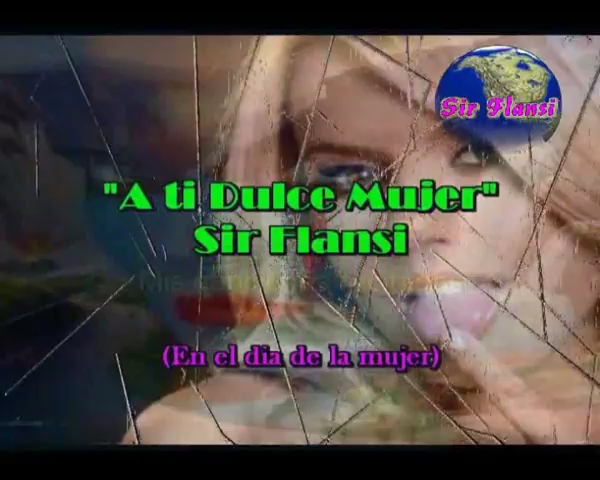 Sir Flansi
"A ti Dulce Mujer"
Sir Flansi
(En el dia de la mujer)